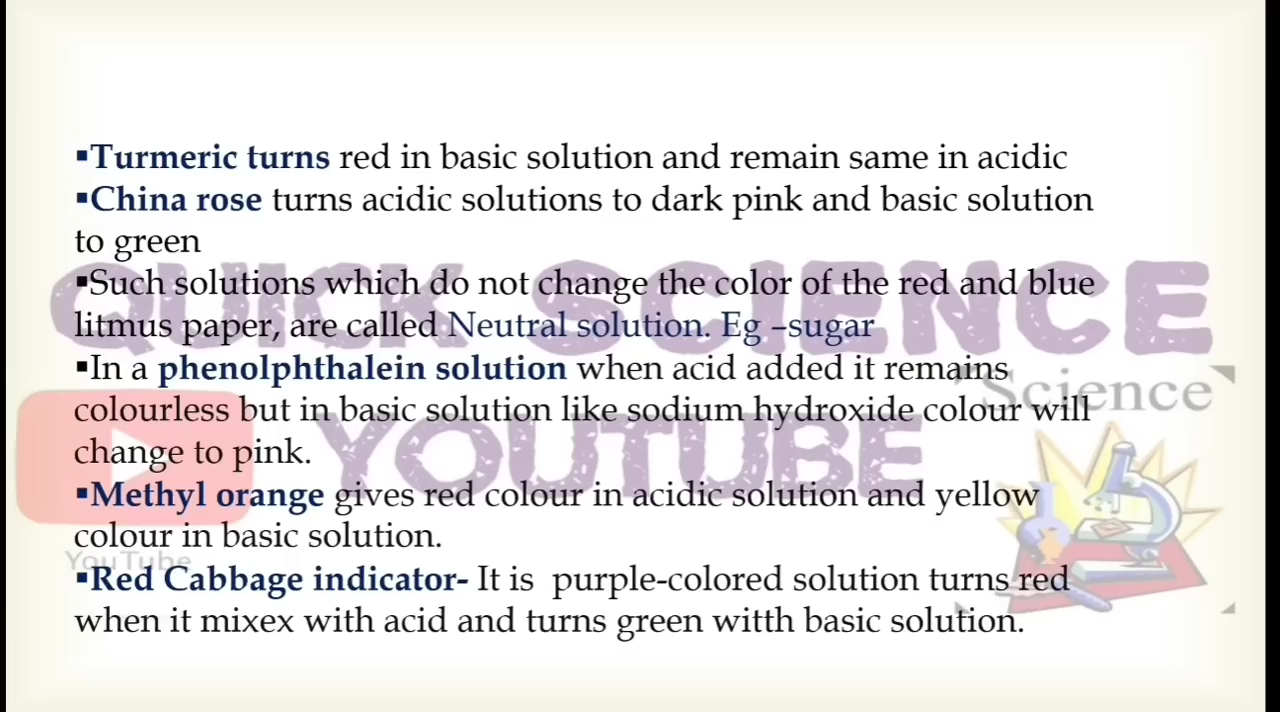 ▪Turmeric turns red in basic solution and remain same in acidic
▪China rose turns acidic solutions to dark pink and basic solution
to green
▪Such solutions which do not change the color of the red and blue
litmus paper, are called Neutral solution. Eg –sugar
▪In a phenolphthalein solution when acid added it remains
colourless but in basic solution like sodium hydroxide colour will
change to pink.
▪Methyl orange gives red colour in acidic solution and yellow
colour in basic solution.
▪Red Cabbage indicator- It is purple-colored solution turns red
when it mixex with acid and turns green witth basic solution.
QUICK SCIENCE
YOUTUBE
Science
YouTube